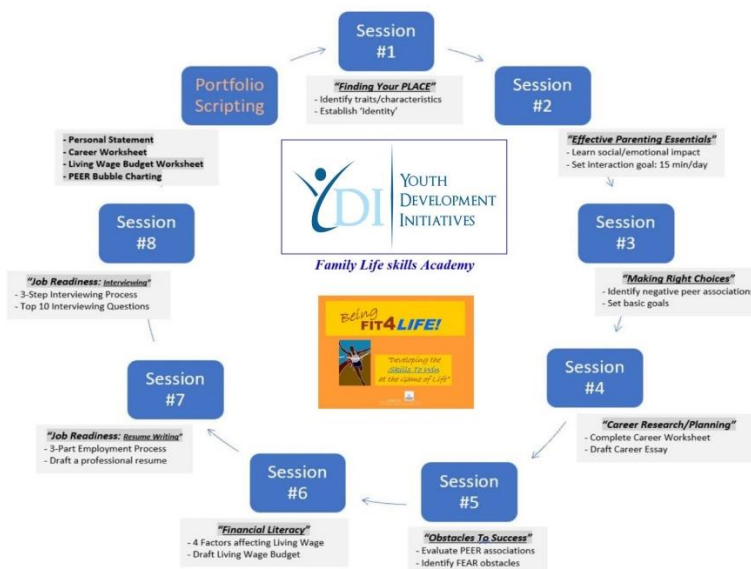 Session
#1
"Finding Your PLACE"
- Identify traits/characteristics
- Establish 'Identity'
Session
#2
"Effective Parenting Essentials"
- Learn social/emotional impact
- Set interaction goal: 15 min/day
Session
#3
"Making Right Choices"
- Identify negative peer associations
- Set basic goals
Session
#4
"Career Research/Planning"
- Complete Career Worksheet
- Draft Career Essay
Session
#5
"Obstacles To Success"
- Evaluate PEER associations
- Identify FEAR obstacles
Session
#6
"Financial Literacy"
- 4 Factors affecting Living Wage
- Draft Living Wage Budget
Session
#7
"Job Readiness: Resume Writing"
- 3-Part Employment Process
- Draft a professional resume
Session
#8
"Job Readiness: Interviewing"
- 3-Step Interviewing Process
- Top 10 Interviewing Questions
Portfolio
Scripting
- Personal Statement
- Career Worksheet
- Living Wage Budget Worksheet
- PEER Bubble Charting
YDI
YOUTH
DEVELOPMENT
INITIATIVES
Family Life skills Academy
Being
FIT4LIFE!
"Developing the
Skills To Win
at the Game of Life"